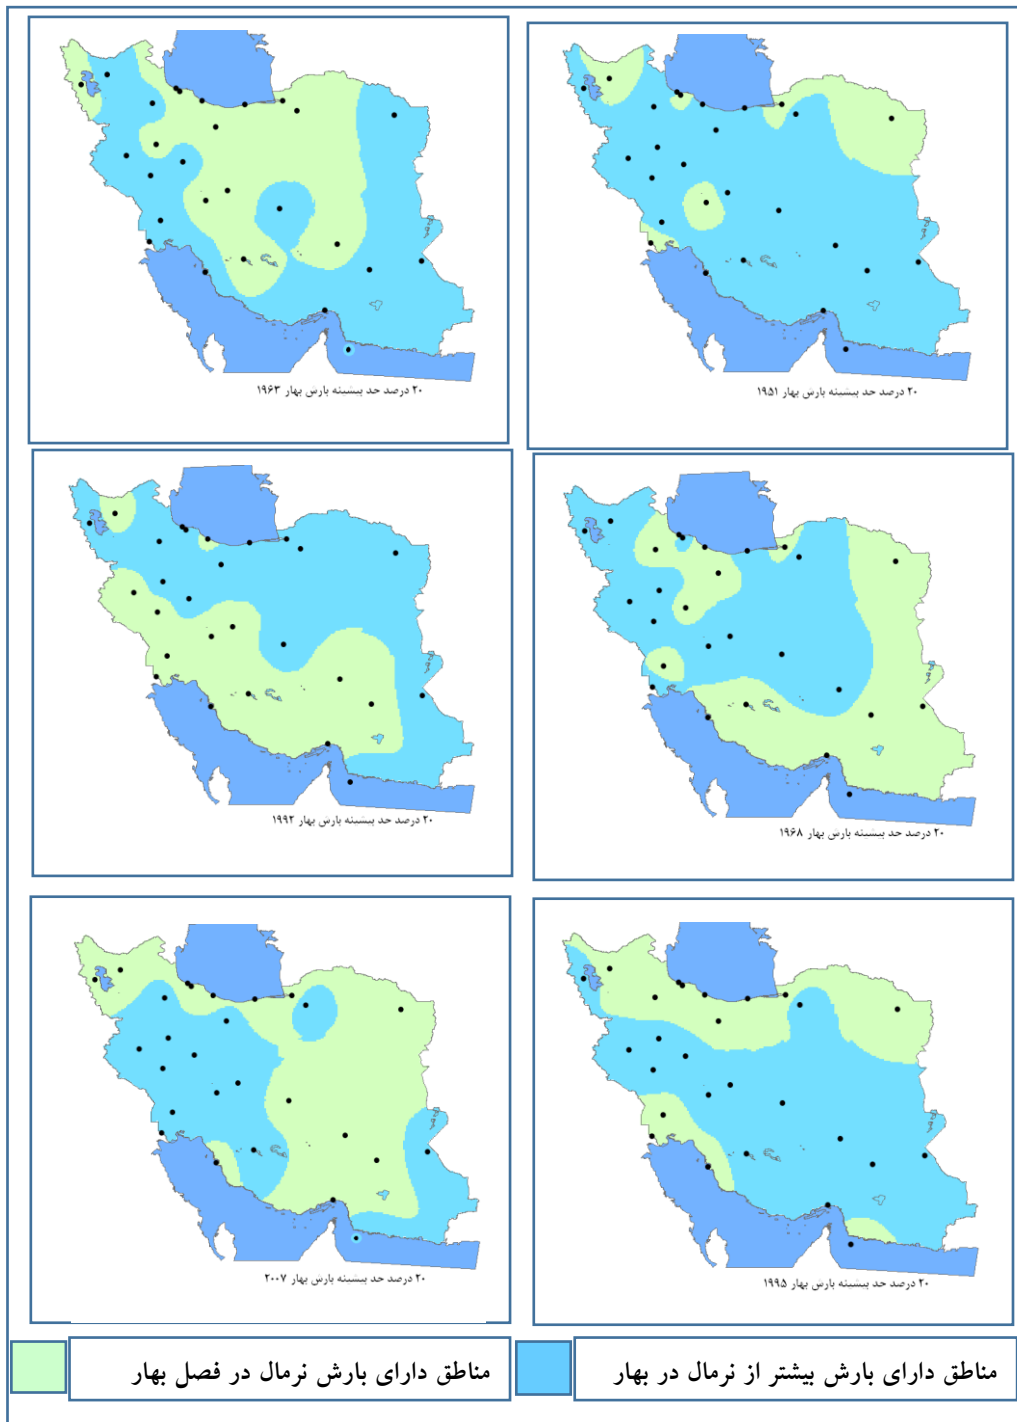 ۲۰ درصد حد بیشینه بارش بهار ۱۹۵۱
۲۰ درصد حد بیشینه بارش بهار ۱۹۶۳
۲۰ درصد حد بیشینه بارش بهار ۱۹۶۸
۲۰ درصد حد بیشینه بارش بهار ۱۹۹۲
۲۰ درصد حد بیشینه بارش بهار ۱۹۹۵
۲۰ درصد حد بیشینه بارش بهار ۲۰۰۷
مناطق دارای بارش بیشتر از نرمال در بهار
مناطق دارای بارش نرمال در فصل بهار